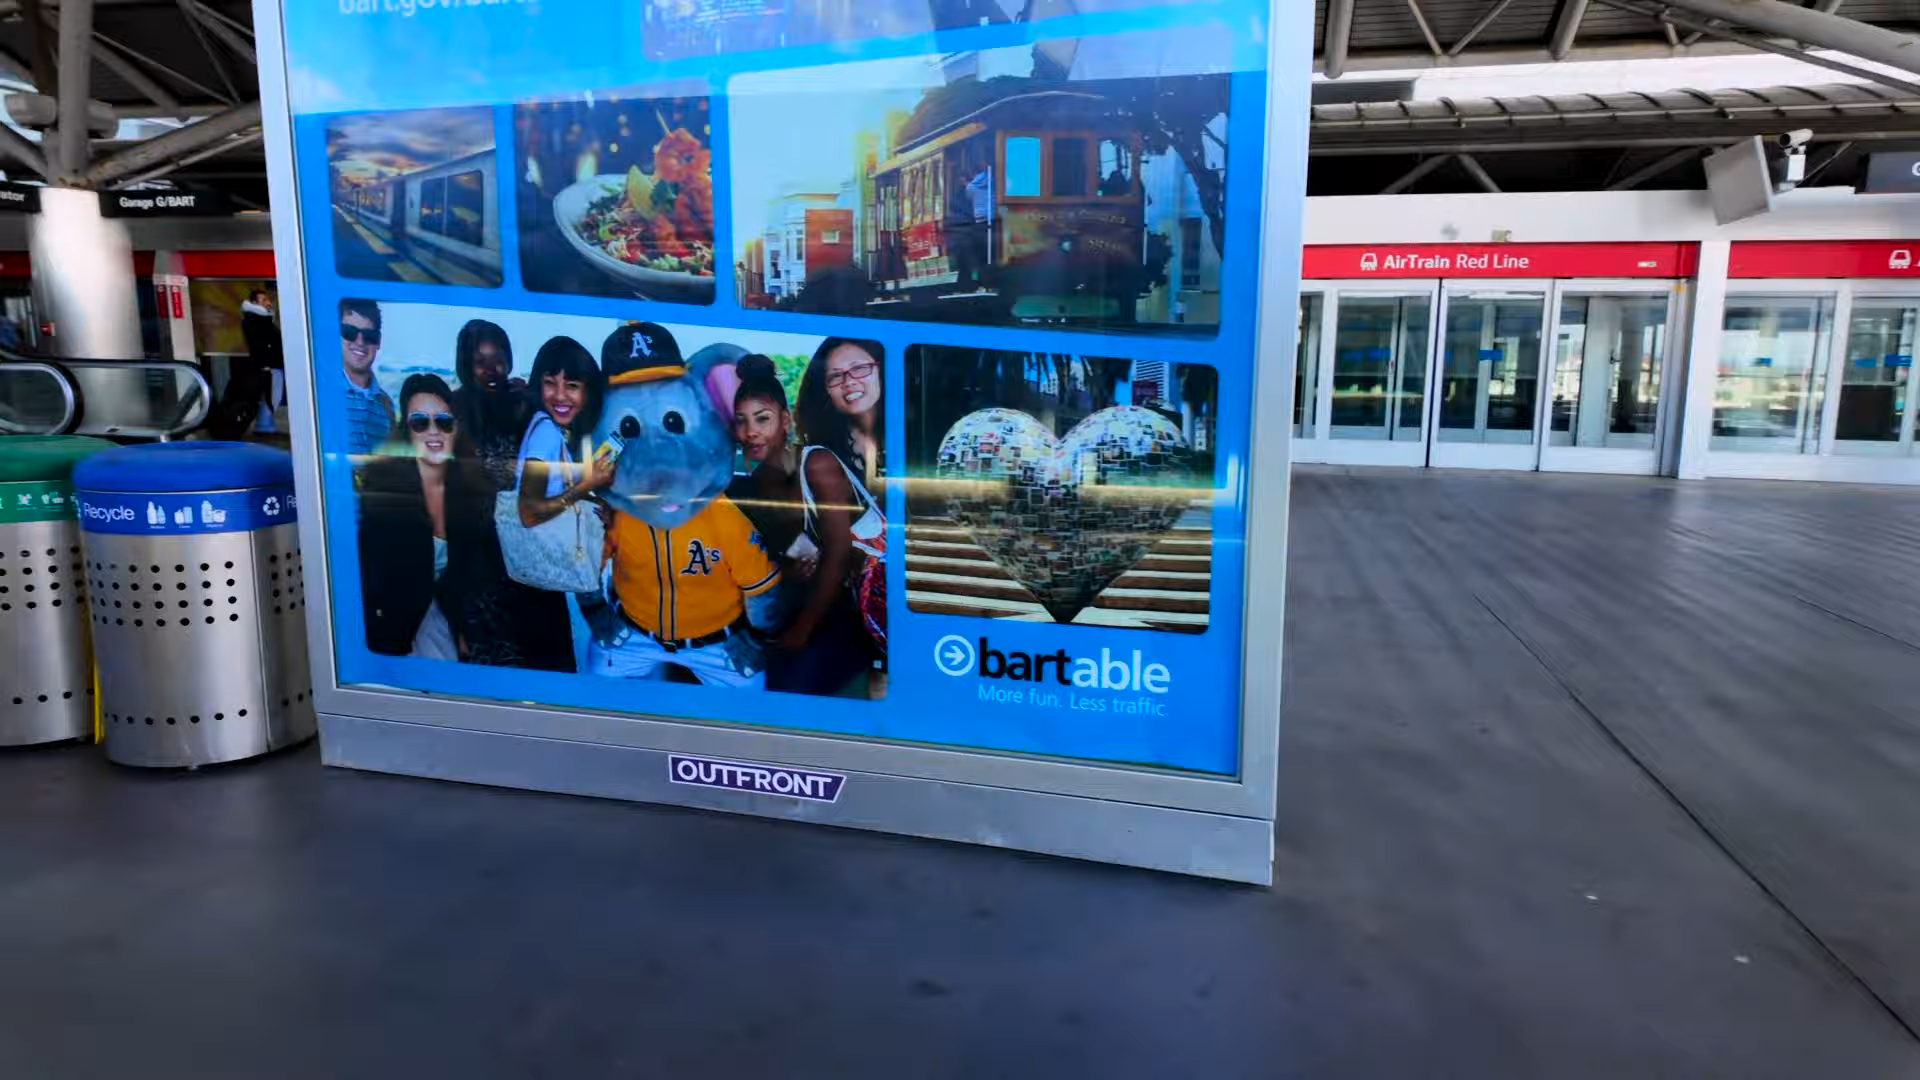 Garage G/BART
AirTrain Red Line
A's
A's
Recycle
bartable
More fun. Less traffic.
OUTFRONT